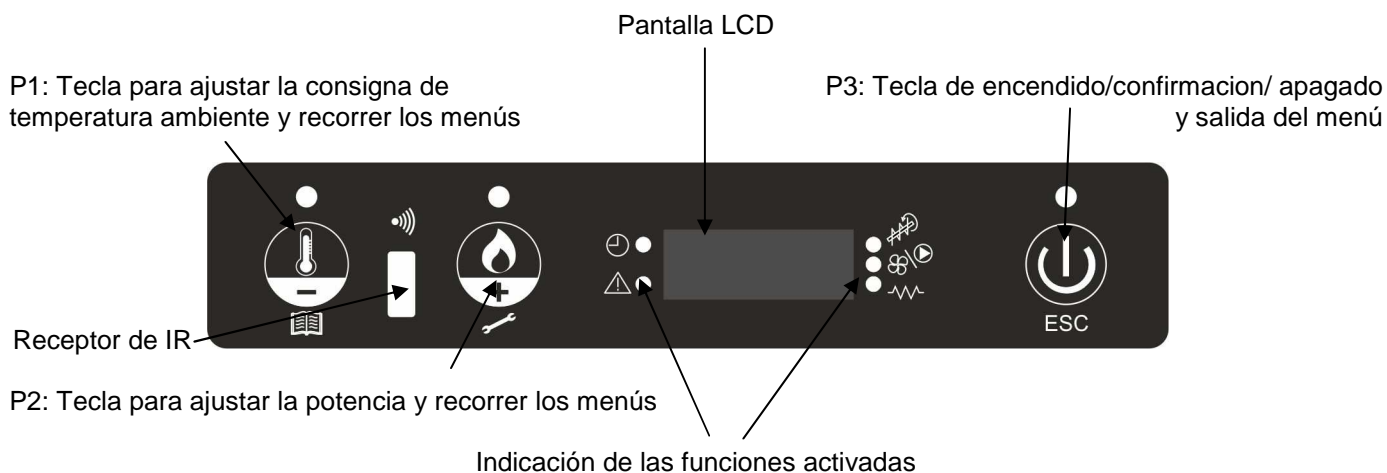 Pantalla LCD
P1: Tecla para ajustar la consigna de
temperatura ambiente y recorrer los menús
P3: Tecla de encendido/confirmacion/ apagado
y salida del menú
ESC
Receptor de IR
P2: Tecla para ajustar la potencia y recorrer los menús
Indicación de las funciones activadas